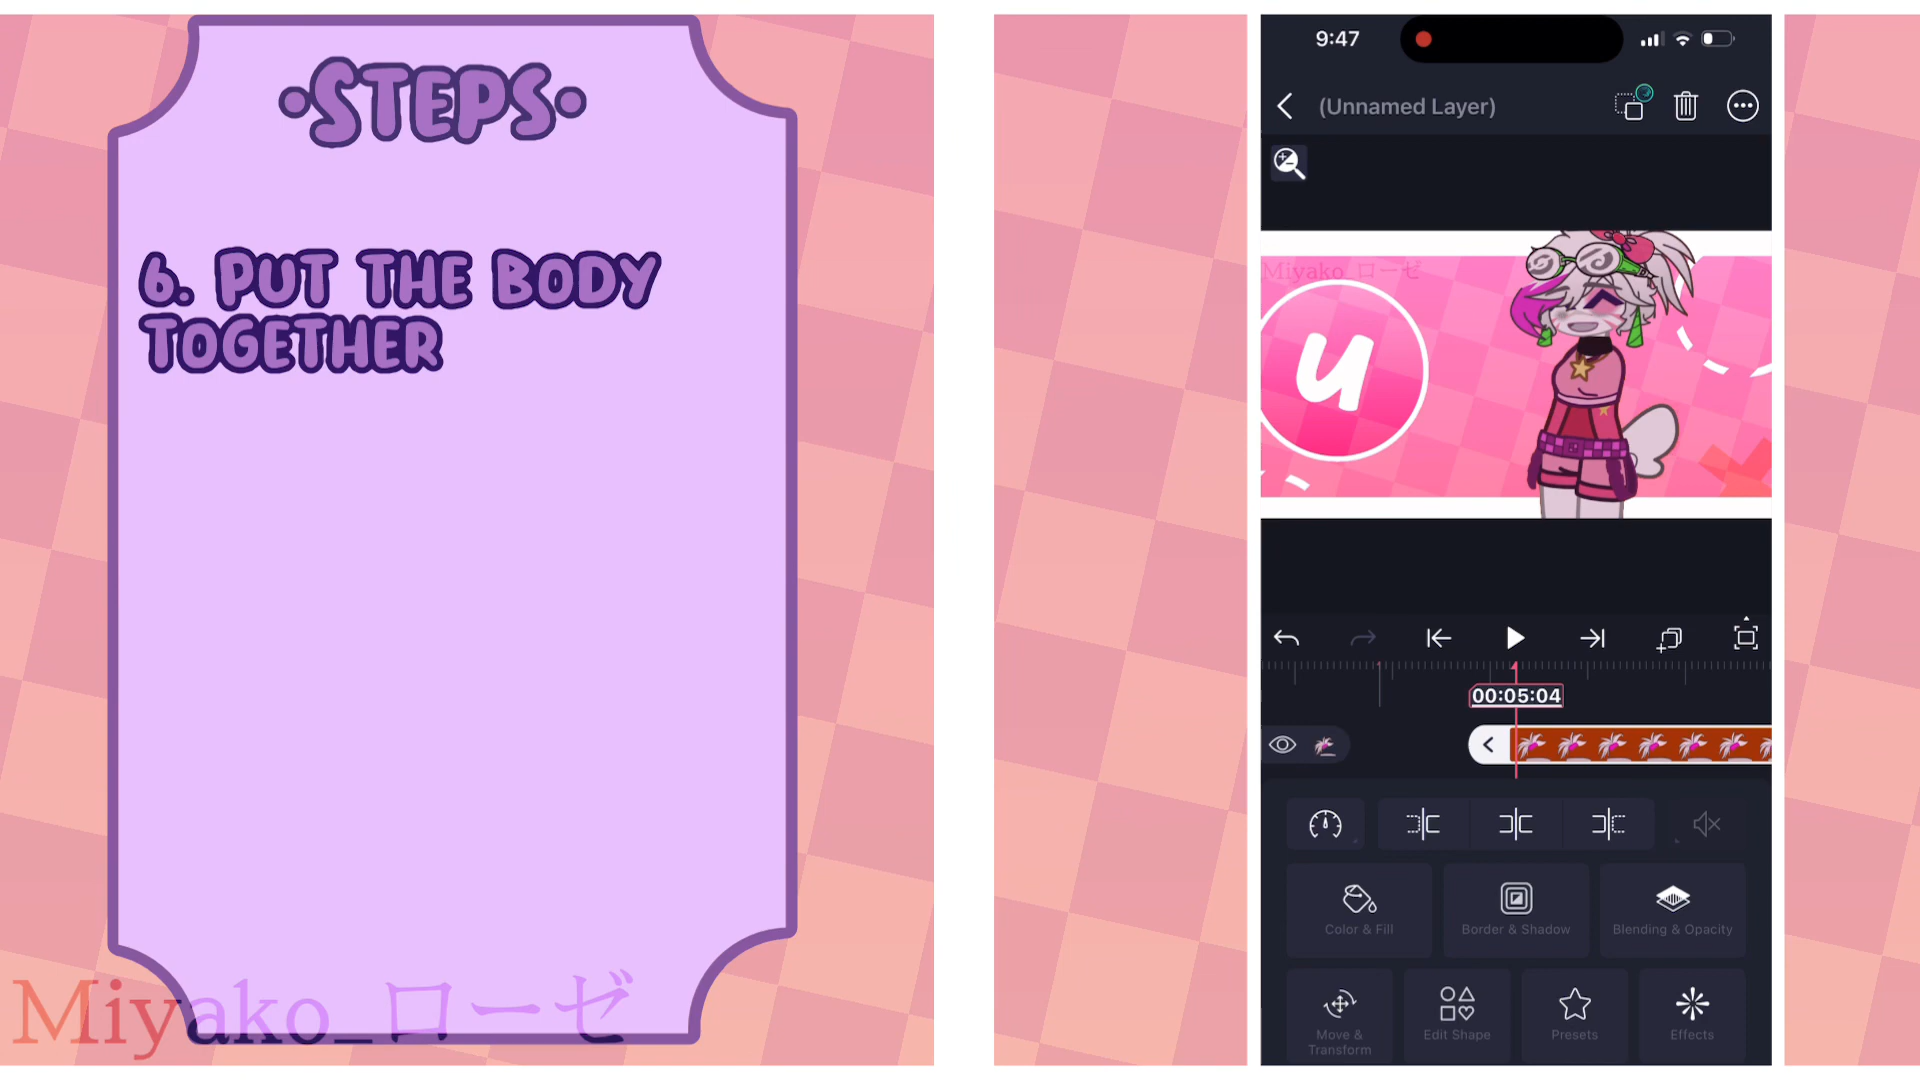 •STEPS•
6. PUT THE BODY
TOGETHER
Miyako_ローゼ
9:47
(Unnamed Layer)
Miyako_ローゼ
u
00:05:04
Color & Fill
Border & Shadow
Blending & Opacity
Move &
Transform
Edit Shape
Presets
Effects